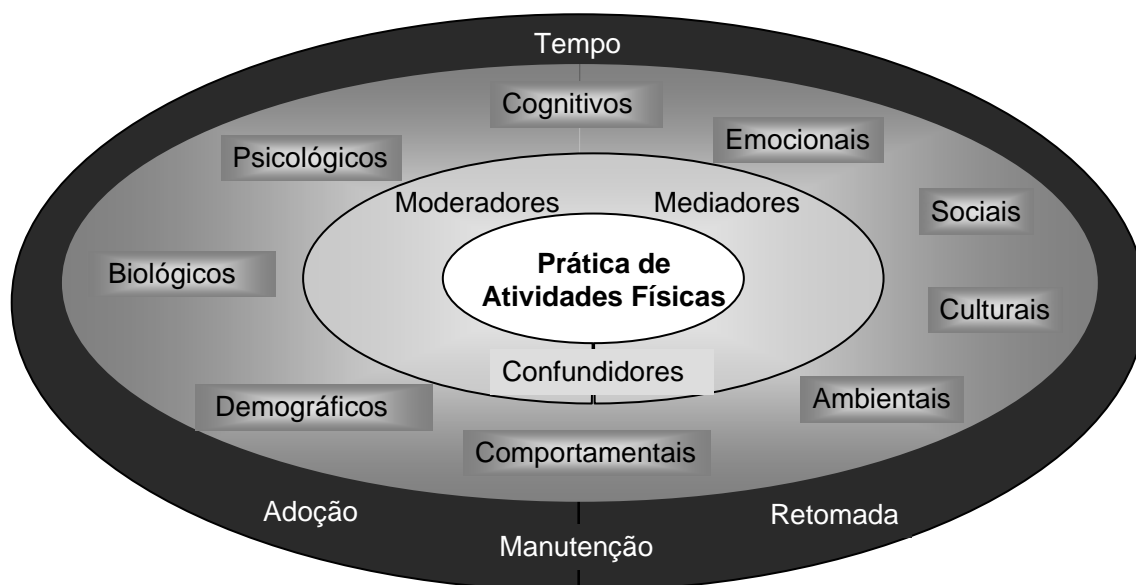 Tempo
Cognitivos
Emocionais
Psicológicos
Moderadores
Mediadores
Sociais
Biológicos
Prática de
Atividades Físicas
Culturais
Confundidores
Demográficos
Ambientais
Comportamentais
Adoção
Retomada
Manutenção